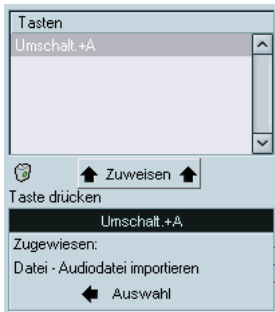 Tasten
Umschalt.+A
Zuweisen
Taste drücken
Umschalt.+A
Zugewiesen:
Datei - Audiodatei importieren
Auswahl